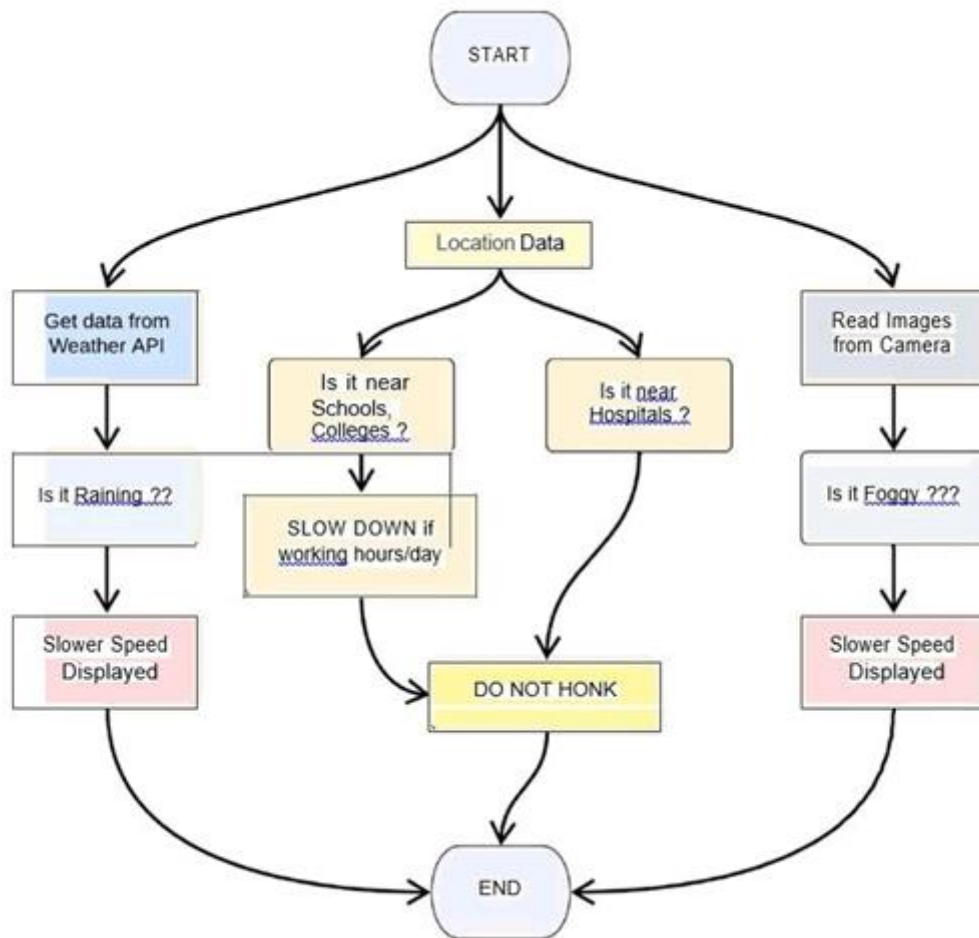 START
Location Data
Get data from
Weather API
Read Images
from Camera
Is it near
Schools,
Colleges ?
Is it near
Hospitals ?
Is it Raining ??
SLOW DOWN if
working hours/day
Is it Foggy ???
Slower Speed
Displayed
DO NOT HONK
Slower Speed
Displayed
END